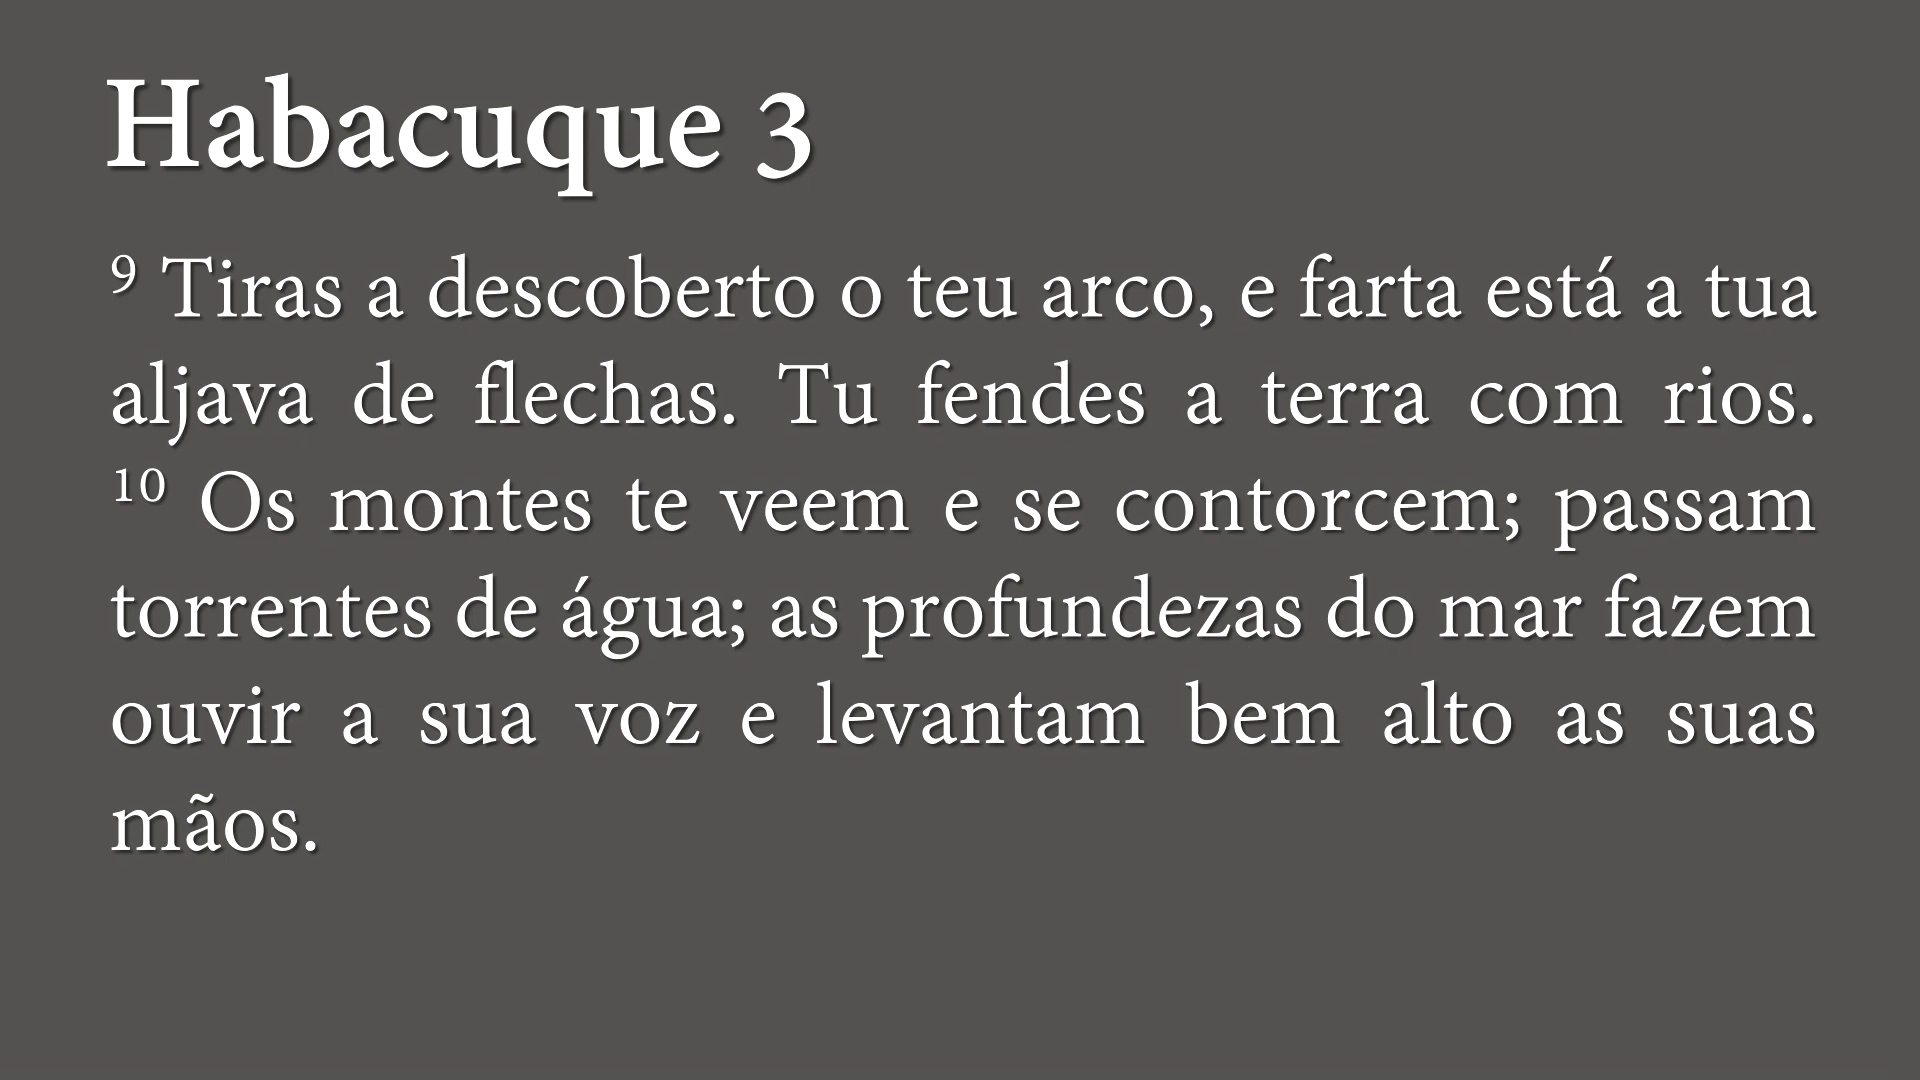 Habacuque 3
⁹ Tiras a descoberto o teu arco, e farta está a tua
aljava de flechas. Tu fendes a terra com rios.
¹⁰ Os montes te veem e se contorcem; passam
torrentes de água; as profundezas do mar fazem
ouvir a sua voz e levantam bem alto as suas
mãos.